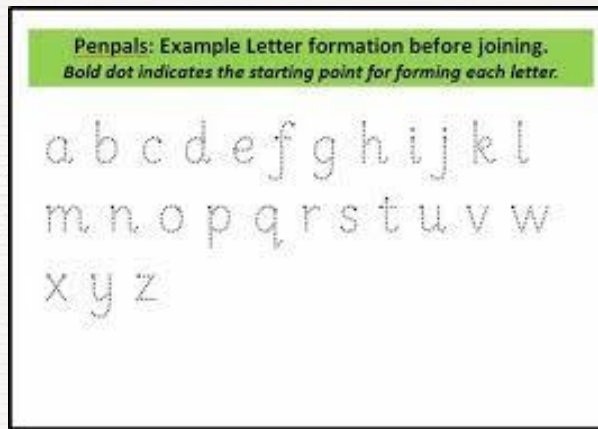 Penpals: Example Letter formation before joining.
Bold dot indicates the starting point for forming each letter.
a b c d e f g h i j k l
m n o p q r s t u v w
x y z